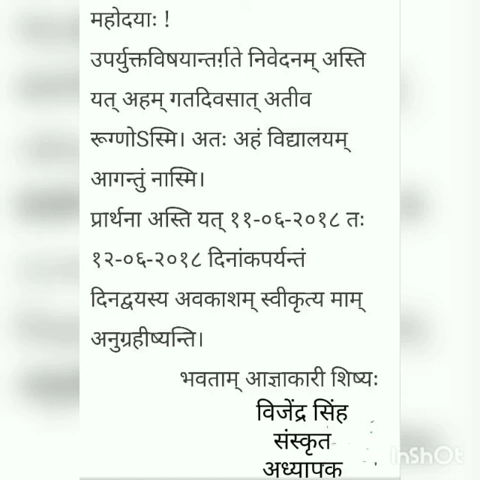 महोदयाः !
उपर्युक्तविषयान्तर्ग़ते निवेदनम् अस्ति
यत् अहम् गतदिवसात् अतीव
रूग्णोSस्मि। अतः अहं विद्यालयम्
आगन्तुं नास्मि।
प्रार्थना अस्ति यत् ११-०६-२०१८ तः
१२-०६-२०१८ दिनांकपर्यन्तं
दिनद्वयस्य अवकाशम् स्वीकृत्य माम्
अनुग्रहीष्यन्ति।
भवताम् आज्ञाकारी शिष्यः
विजेंद्र सिंह
संस्कृत
अध्यापक
InShOt